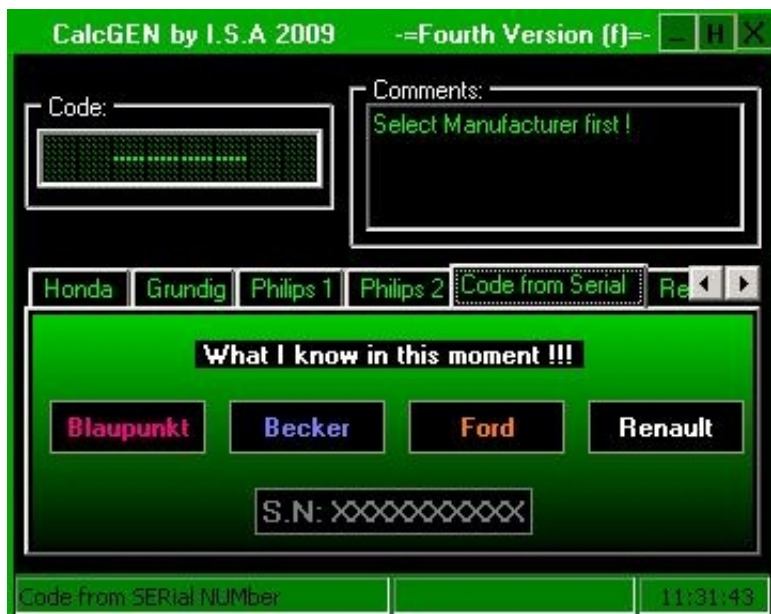 CalcGEN by I.S.A 2009 -=Fourth Version (f)=- _ H X
Code:
Comments:
Select Manufacturer first !
Honda Grundig Philips 1 Philips 2 Code from Serial Re
What I know in this moment !!!
Blaupunkt Becker Ford Renault
S.N: XXXXXXXXXX
Code from SERial NUMber 11:31:43